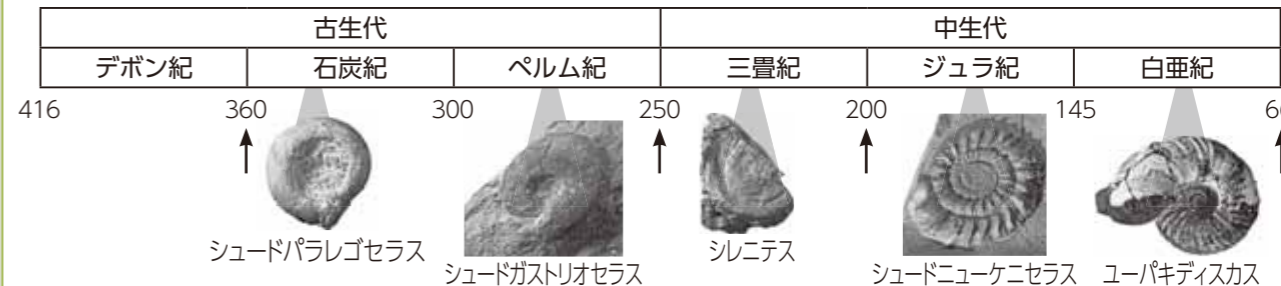 古生代 中生代
デボン紀 石炭紀 ペルム紀 三畳紀 ジュラ紀 白亜紀
416 360 300 250 200 145
シュードパラレゴセラス
シュードガストリオセラス
シレニテス
シュードニューケニセラス
ユーパキディスカス